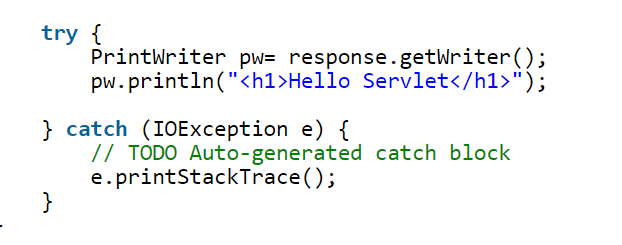 try {
    PrintWriter pw= response.getWriter();
    pw.println("<h1>Hello Servlet</h1>");
} catch (IOException e) {
    // TODO Auto-generated catch block
    e.printStackTrace();
}